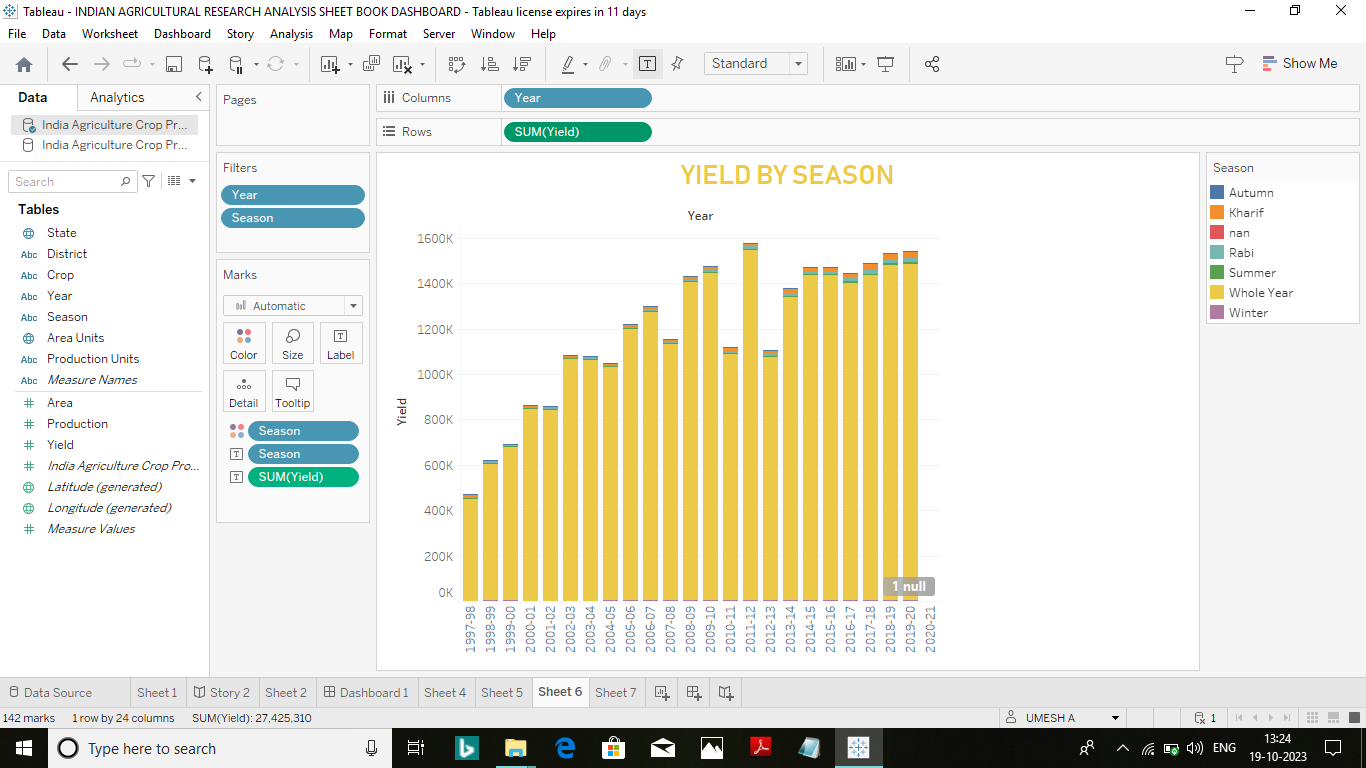 Tableau - INDIAN AGRICULTURAL RESEARCH ANALYSIS SHEET BOOK DASHBOARD - Tableau license expires in 11 days
File Data Worksheet Dashboard Story Analysis Map Format Server Window Help
Standard
Show Me
Data Analytics
India Agriculture Crop Pr...
India Agriculture Crop Pr...
Search
Tables
State
Abc District
Abc Crop
Abc Year
Abc Season
Area Units
Abc Production Units
Abc Measure Names
Area
Production
Yield
India Agriculture Crop Pro...
Latitude (generated)
Longitude (generated)
Measure Values
Pages
Filters
Year
Season
Marks
Automatic
Color Size Label
Detail Tooltip
Season
Season
SUM(Yield)
Columns Year
Rows SUM(Yield)
YIELD BY SEASON
Year
Yield
1600K
1400K
1200K
1000K
800K
600K
400K
200K
0K
1 null
1997-98
1998-99
1999-00
2000-01
2001-02
2002-03
2003-04
2004-05
2005-06
2006-07
2007-08
2008-09
2009-10
2010-11
2011-12
2012-13
2013-14
2014-15
2015-16
2016-17
2017-18
2018-19
2019-20
2020-21
Season
Autumn
Kharif
nan
Rabi
Summer
Whole Year
Winter
Data Source Sheet 1 Story 2 Sheet 2 Dashboard 1 Sheet 4 Sheet 5 Sheet 6 Sheet 7
142 marks 1 row by 24 columns SUM(Yield): 27,425,310 UMESH A 1
Type here to search
ENG
13:24
19-10-2023